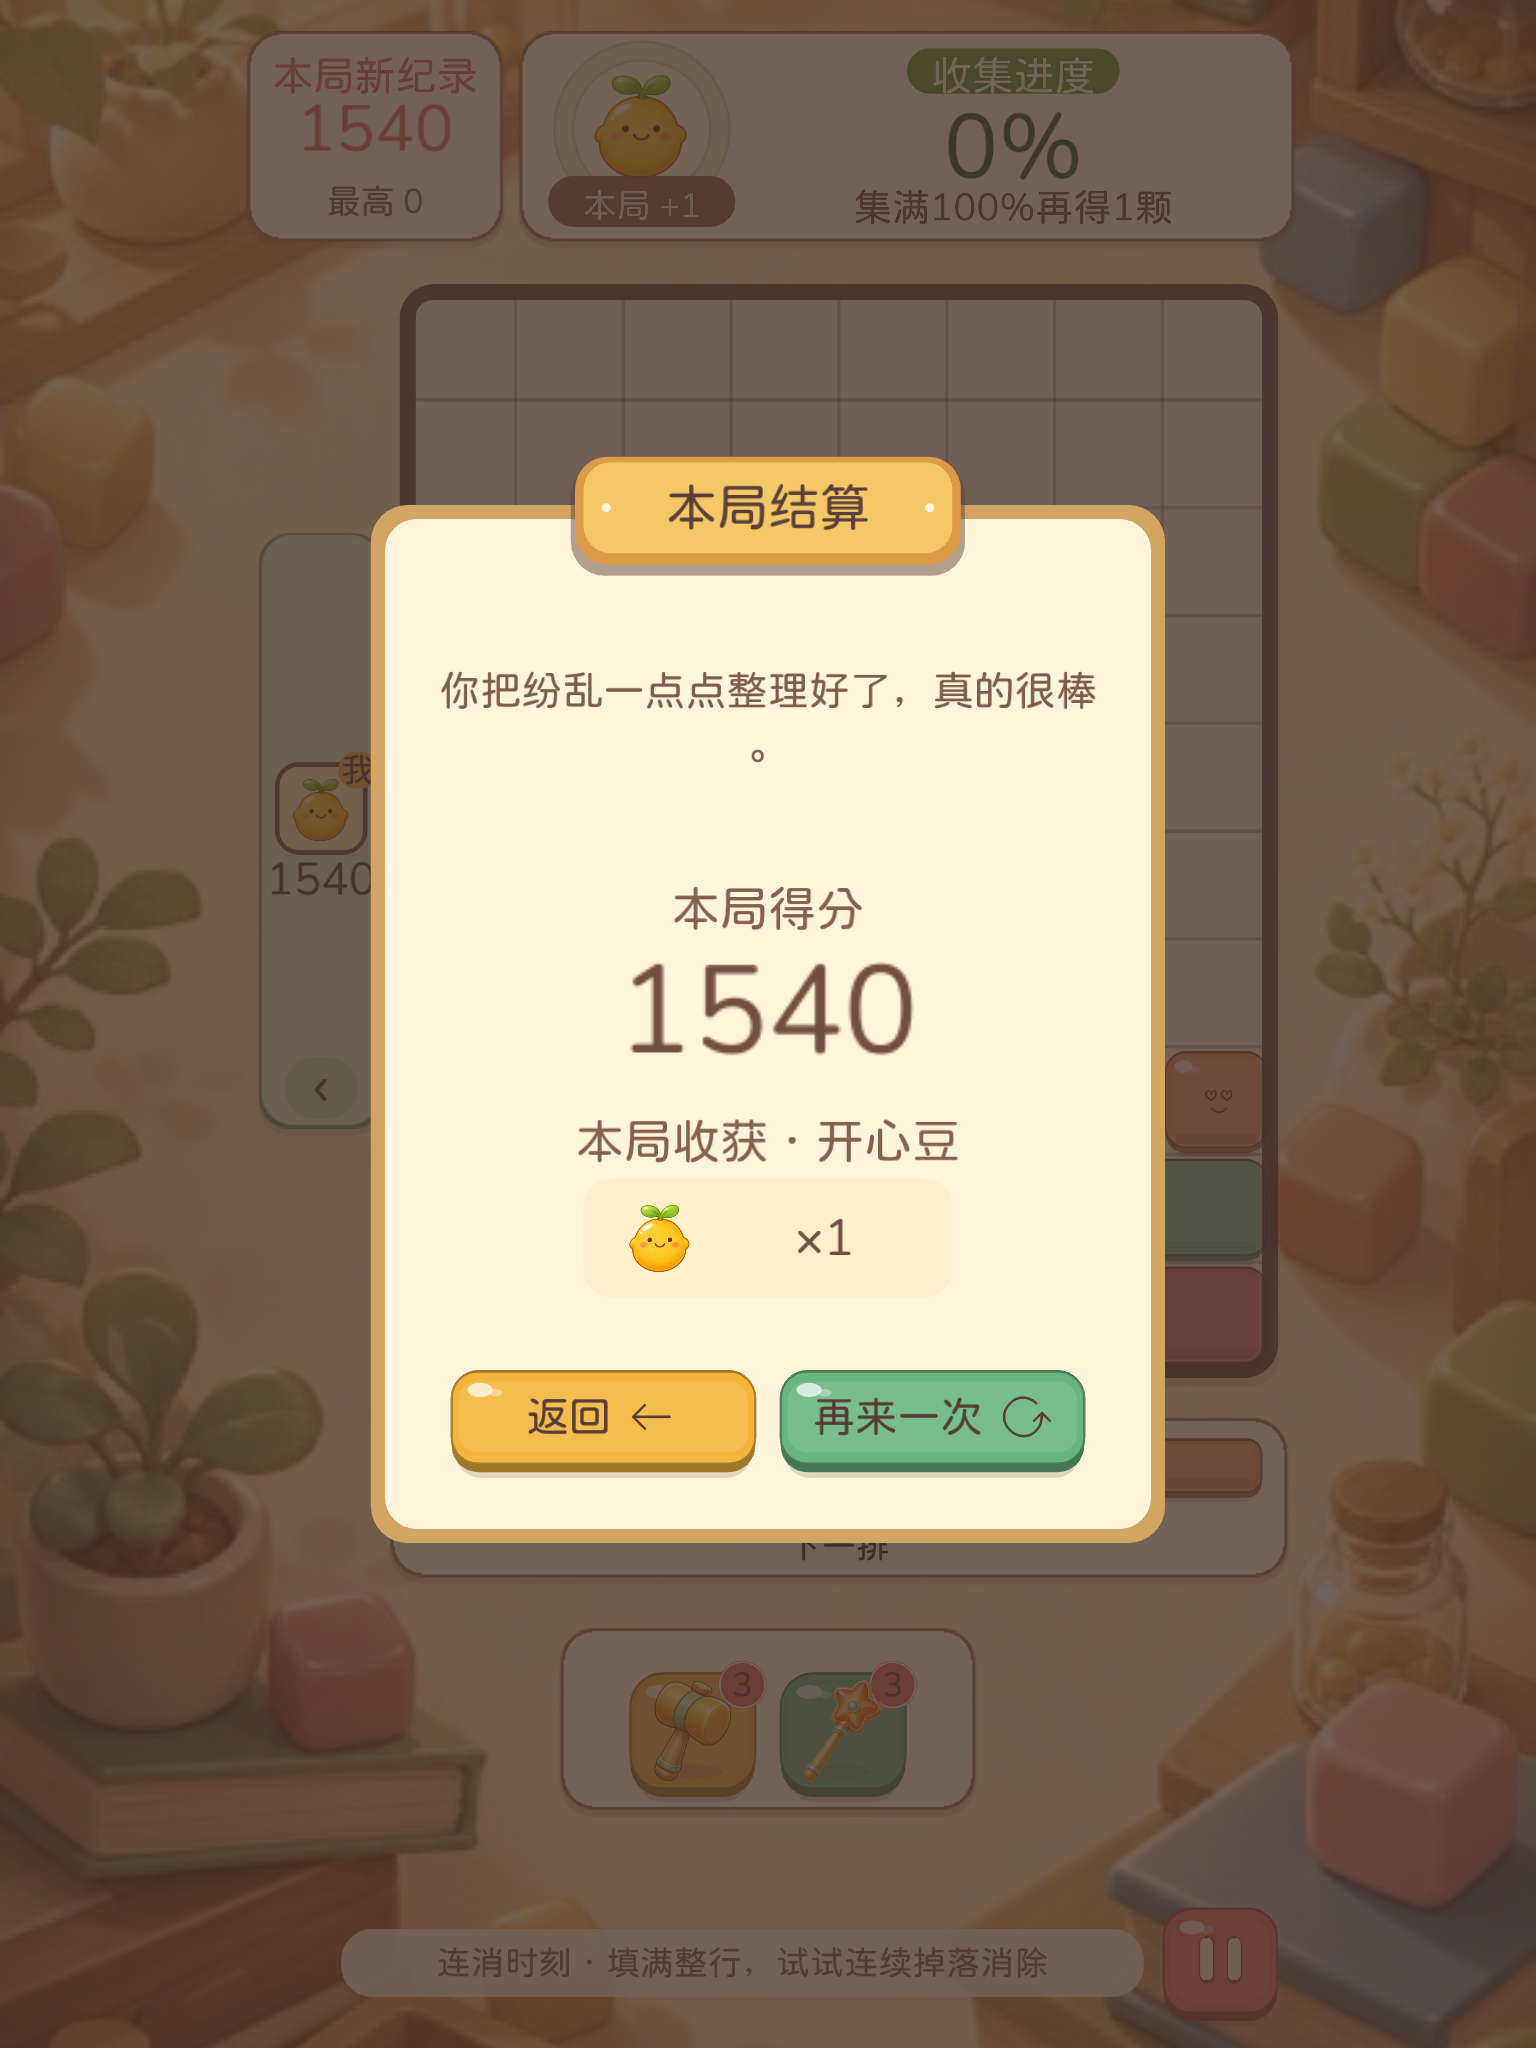 本局新纪录
1540
最高 0
本局 +1
收集进度
0%
集满100%再得1颗
本局结算
你把纷乱一点点整理好了，真的很棒
。
我
1540
本局得分
1540
本局收获·开心豆
×1
返回
再来一次
下一排
3
3
连消时刻·填满整行，试试连续掉落消除